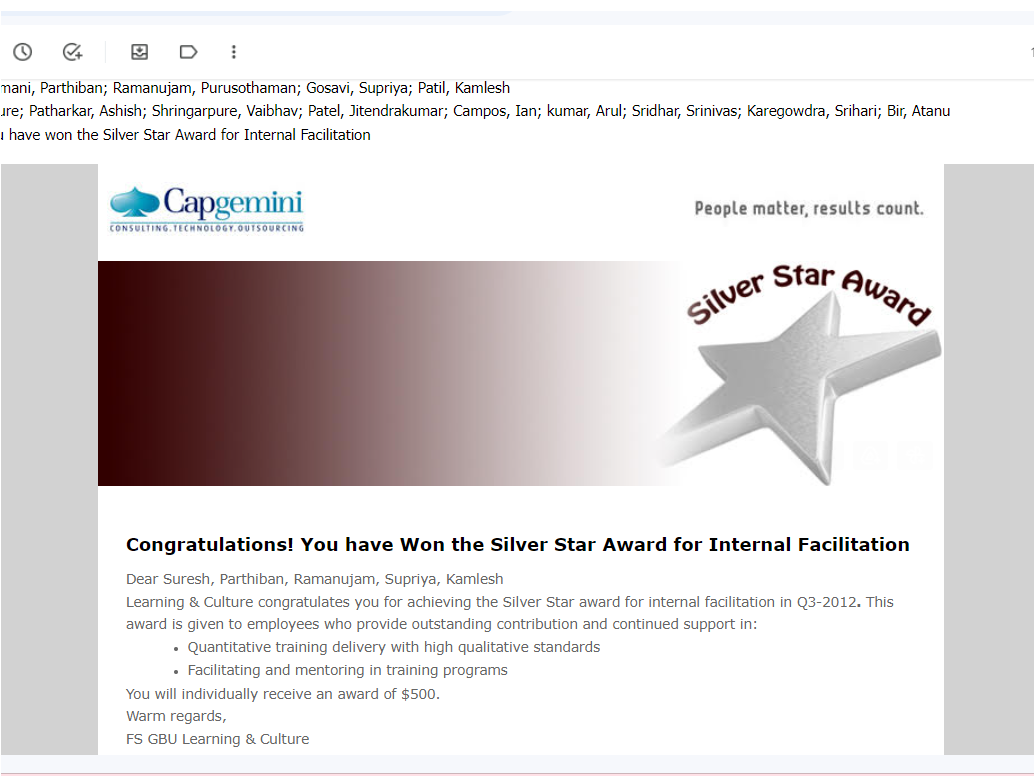 mani, Parthiban; Ramanujam, Purusothaman; Gosavi, Supriya; Patil, Kamlesh
ure; Patharkar, Ashish; Shringarpure, Vaibhav; Patel, Jitendrakumar; Campos, Ian; kumar, Arul; Sridhar, Srinivas; Karegowdra, Srihari; Bir, Atanu
u have won the Silver Star Award for Internal Facilitation
Capgemini
CONSULTING.TECHNOLOGY.OUTSOURCING
People matter, results count.
Silver Star Award
Congratulations! You have Won the Silver Star Award for Internal Facilitation
Dear Suresh, Parthiban, Ramanujam, Supriya, Kamlesh
Learning & Culture congratulates you for achieving the Silver Star award for internal facilitation in Q3-2012. This
award is given to employees who provide outstanding contribution and continued support in:
• Quantitative training delivery with high qualitative standards
• Facilitating and mentoring in training programs
You will individually receive an award of $500.
Warm regards,
FS GBU Learning & Culture